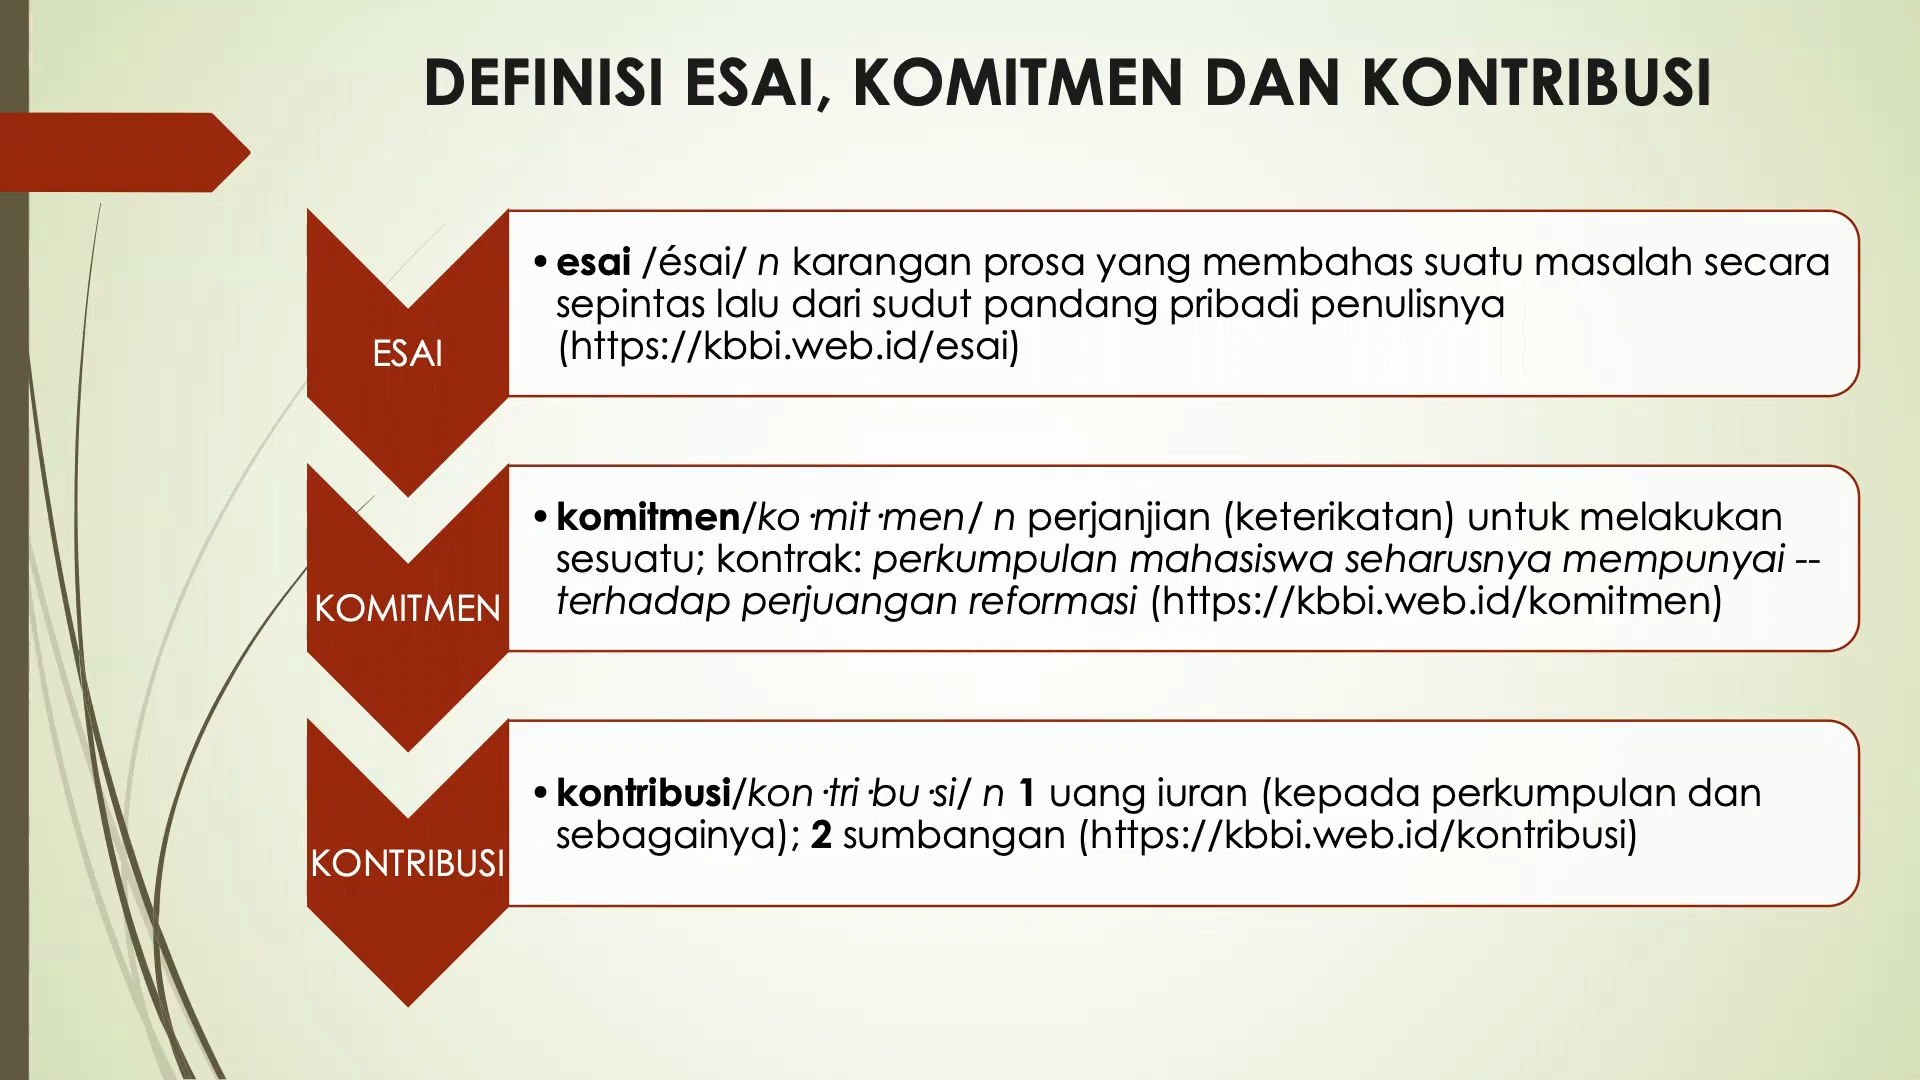 DEFINISI ESAI, KOMITMEN DAN KONTRIBUSI
ESAI
•esai /ésai/ n karangan prosa yang membahas suatu masalah secara
sepintas lalu dari sudut pandang pribadi penulisnya
(https://kbbi.web.id/esai)
KOMITMEN
•komitmen/ko·mit·men/ n perjanjian (keterikatan) untuk melakukan
sesuatu; kontrak: perkumpulan mahasiswa seharusnya mempunyai --
terhadap perjuangan reformasi (https://kbbi.web.id/komitmen)
KONTRIBUSI
•kontribusi/kon·tri·bu·si/ n 1 uang iuran (kepada perkumpulan dan
sebagainya); 2 sumbangan (https://kbbi.web.id/kontribusi)